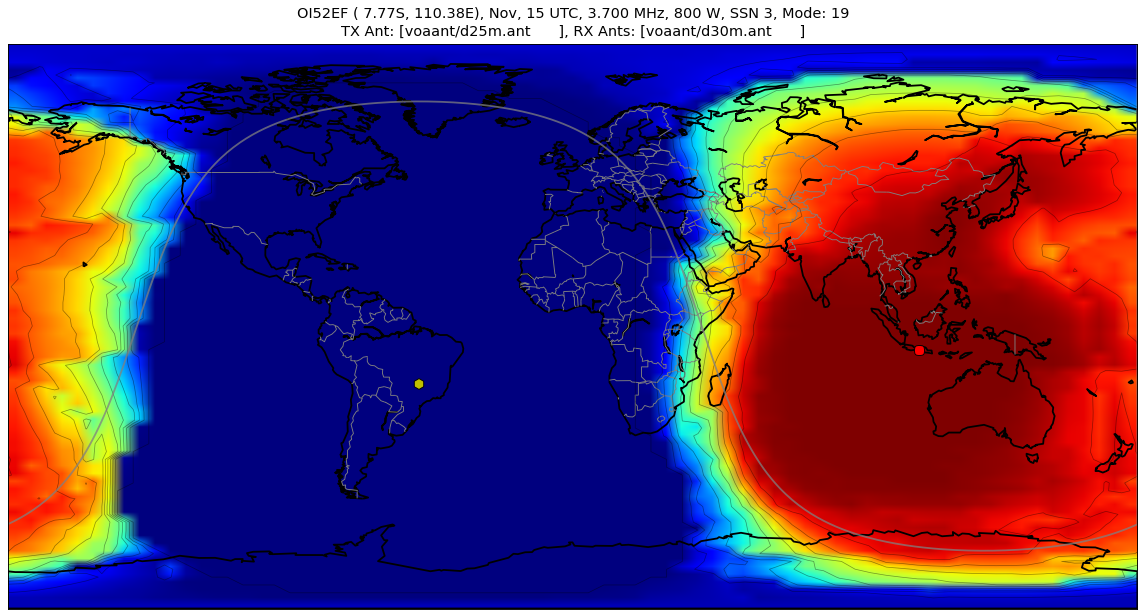 OI52EF ( 7.77S, 110.38E), Nov, 15 UTC, 3.700 MHz, 800 W, SSN 3, Mode: 19
TX Ant: [voaant/d25m.ant      ], RX Ants: [voaant/d30m.ant      ]